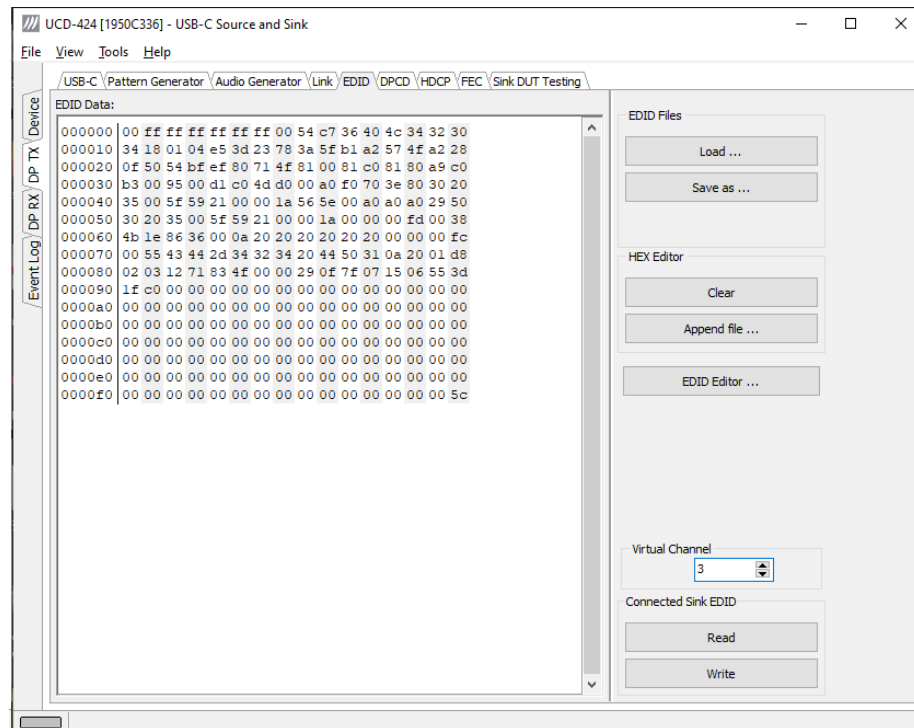 UCD-424 [1950C336] - USB-C Source and Sink
File View Tools Help
USB-C Pattern Generator Audio Generator Link EDID DPCD HDCP FEC Sink DUT Testing
Device
DP TX
DP RX
Event Log
EDID Data:
000000 00 ff ff ff ff ff ff 00 54 c7 36 40 4c 34 32 30
000010 34 18 01 04 e5 3d 23 78 3a 5f b1 a2 57 4f a2 28
000020 0f 50 54 bf ef 80 71 4f 81 00 81 c0 81 80 a9 c0
000030 b3 00 95 00 d1 c0 4d d0 00 a0 f0 70 3e 80 30 20
000040 35 00 5f 59 21 00 00 1a 56 5e 00 a0 a0 a0 29 50
000050 30 20 35 00 5f 59 21 00 00 1a 00 00 00 fd 00 38
000060 4b 1e 86 36 00 0a 20 20 20 20 20 20 00 00 00 fc
000070 00 55 43 44 2d 34 32 34 20 44 50 31 0a 20 01 d8
000080 02 03 12 71 83 4f 00 00 29 0f 7f 07 15 06 55 3d
000090 1f c0 00 00 00 00 00 00 00 00 00 00 00 00 00 00
0000a0 00 00 00 00 00 00 00 00 00 00 00 00 00 00 00 00
0000b0 00 00 00 00 00 00 00 00 00 00 00 00 00 00 00 00
0000c0 00 00 00 00 00 00 00 00 00 00 00 00 00 00 00 00
0000d0 00 00 00 00 00 00 00 00 00 00 00 00 00 00 00 00
0000e0 00 00 00 00 00 00 00 00 00 00 00 00 00 00 00 00
0000f0 00 00 00 00 00 00 00 00 00 00 00 00 00 00 00 5c
EDID Files
Load ...
Save as ...
HEX Editor
Clear
Append file ...
EDID Editor ...
Virtual Channel
3
Connected Sink EDID
Read
Write